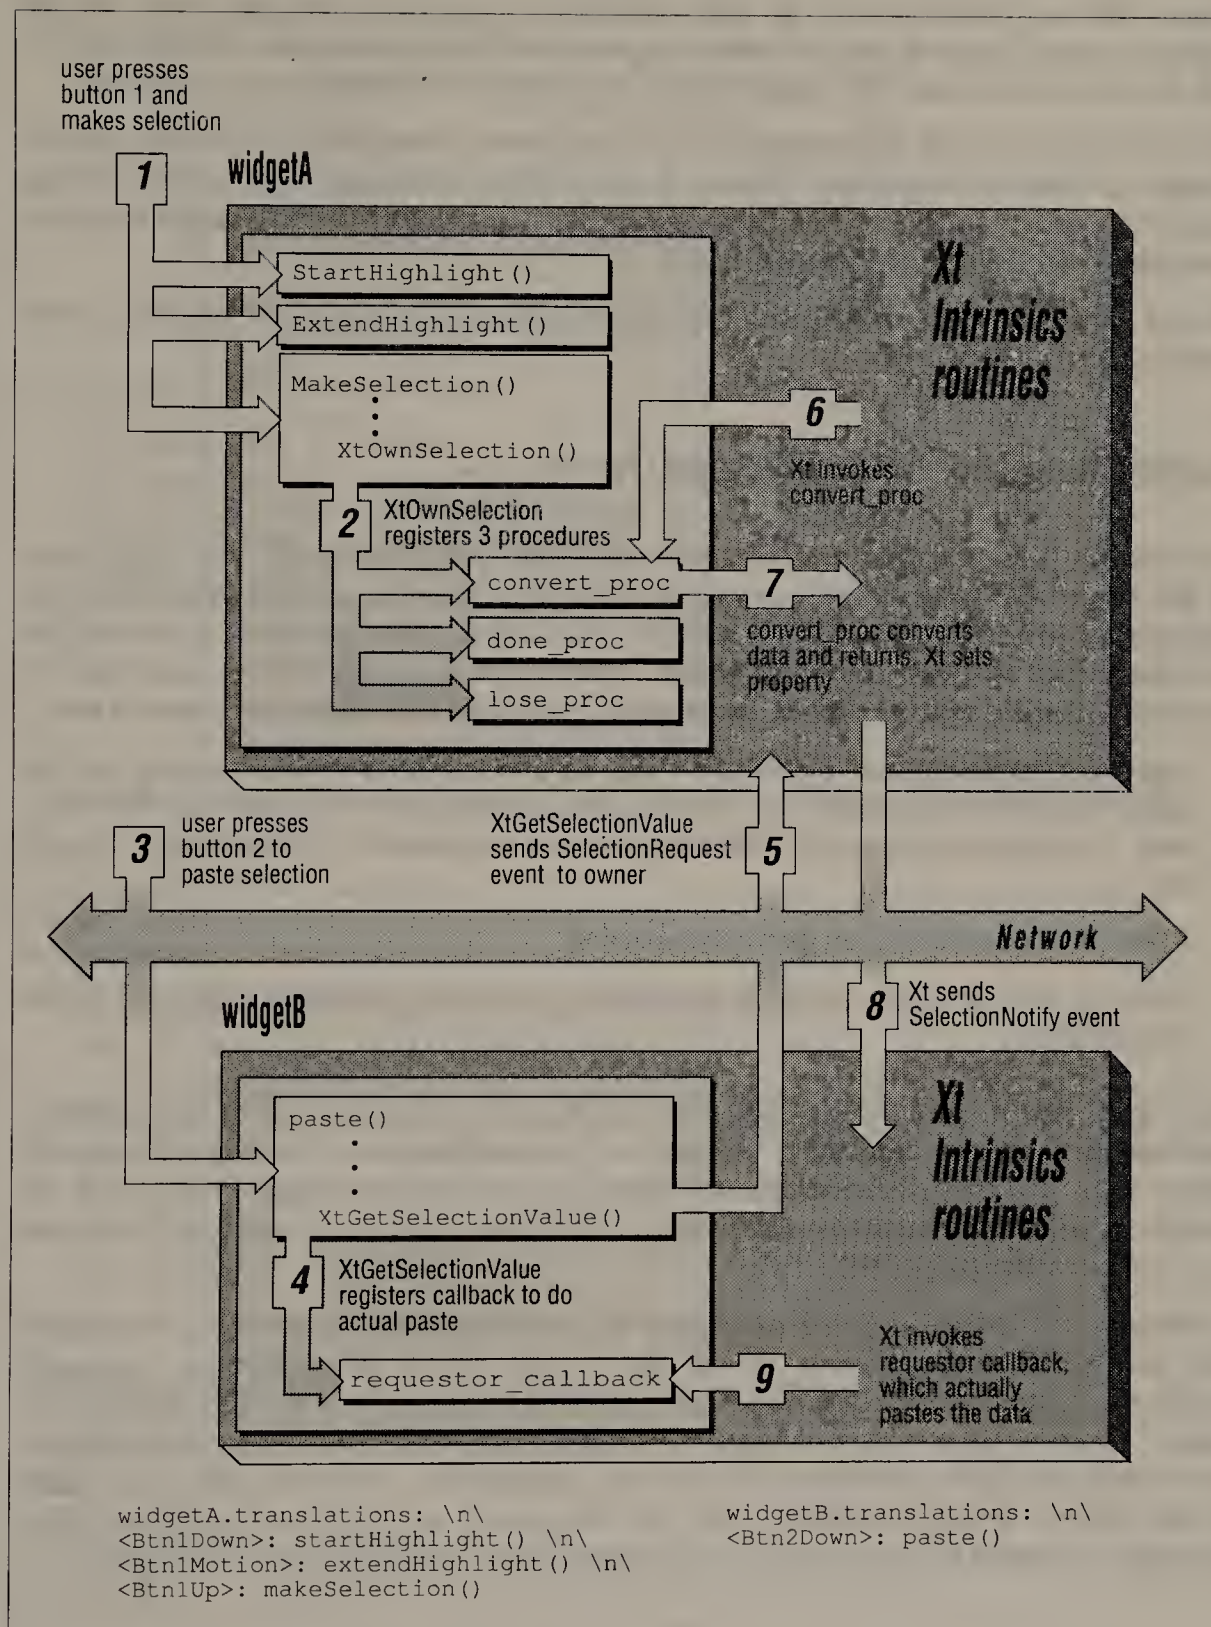 user presses
button 1 and
makes selection
1
widgetA
StartHighlight()
ExtendHighlight()
MakeSelection()
XtOwnSelection()
Xt
Intrinsics
routines
6
Xt invokes
convert_proc
2
XtOwnSelection
registers 3 procedures
convert_proc
7
done_proc
lose_proc
convert_proc converts
data and returns. Xt sets
property
3
user presses
button 2 to
paste selection
XtGetSelectionValue
sends SelectionRequest
event to owner
5
Network
widgetB
8
Xt sends
SelectionNotify event
paste()
XtGetSelectionValue()
Xt
Intrinsics
routines
4
XtGetSelectionValue
registers callback to do
actual paste
requestor_callback
9
Xt invokes
requestor callback,
which actually
pastes the data
widgetA.translations: \n\
<Btn1Down>: startHighlight() \n\
<Btn1Motion>: extendHighlight() \n\
<Btn1Up>: makeSelection()
widgetB.translations: \n\
<Btn2Down>: paste()